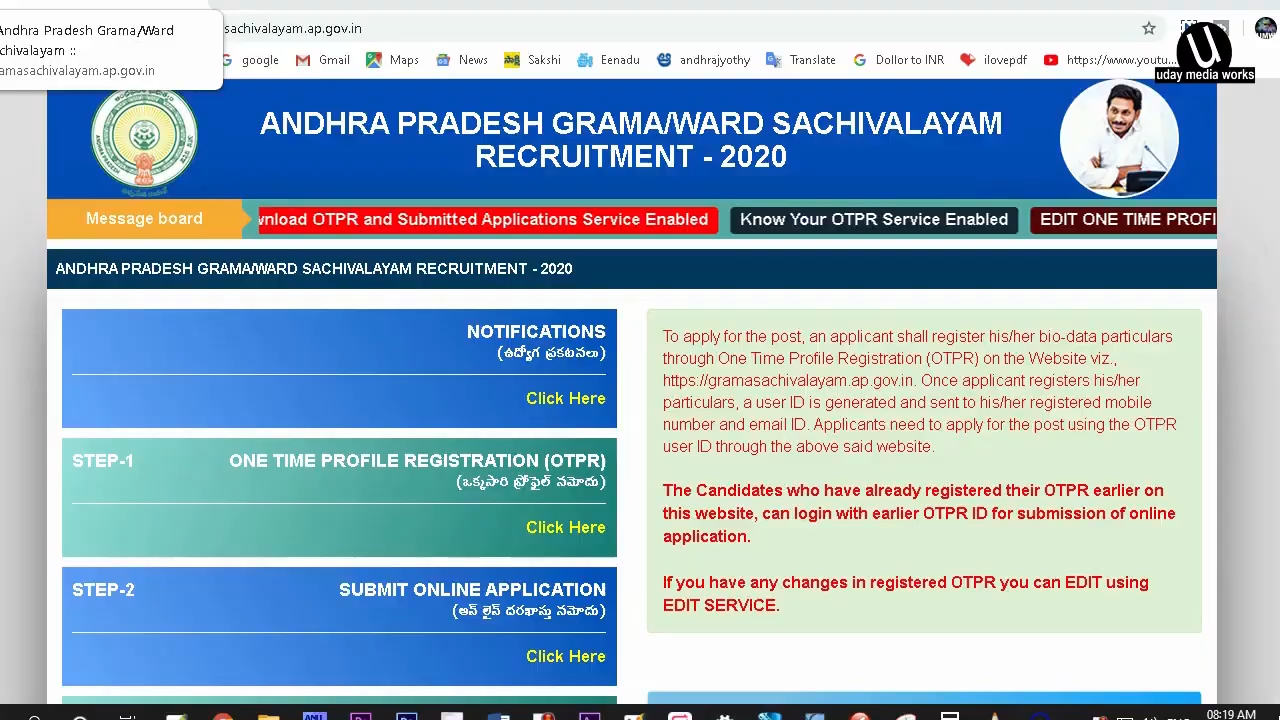 Andhra Pradesh Grama/Ward
chivalayam ::
amasachivalayam.ap.gov.in
sachivalayam.ap.gov.in
google Gmail Maps News Sakshi Eenadu andhrajyothy Translate Dollor to INR ilovepdf https://www.youtu...
uday media works
ANDHRA PRADESH GRAMA/WARD SACHIVALAYAM
RECRUITMENT - 2020
Message board
wnload OTPR and Submitted Applications Service Enabled Know Your OTPR Service Enabled EDIT ONE TIME PROFI
ANDHRA PRADESH GRAMA/WARD SACHIVALAYAM RECRUITMENT - 2020
NOTIFICATIONS
(ఉద్యోగ ప్రకటనలు)
Click Here
STEP-1 ONE TIME PROFILE REGISTRATION (OTPR)
(ఒక్కసారి ప్రోఫైల్ నమోదు)
Click Here
STEP-2 SUBMIT ONLINE APPLICATION
(ఆన్ లైన్ దరఖాస్తు నమోదు)
Click Here
To apply for the post, an applicant shall register his/her bio-data particulars
through One Time Profile Registration (OTPR) on the Website viz.,
https://gramasachivalayam.ap.gov.in. Once applicant registers his/her
particulars, a user ID is generated and sent to his/her registered mobile
number and email ID. Applicants need to apply for the post using the OTPR
user ID through the above said website.
The Candidates who have already registered their OTPR earlier on
this website, can login with earlier OTPR ID for submission of online
application.
If you have any changes in registered OTPR you can EDIT using
EDIT SERVICE.
08:19 AM